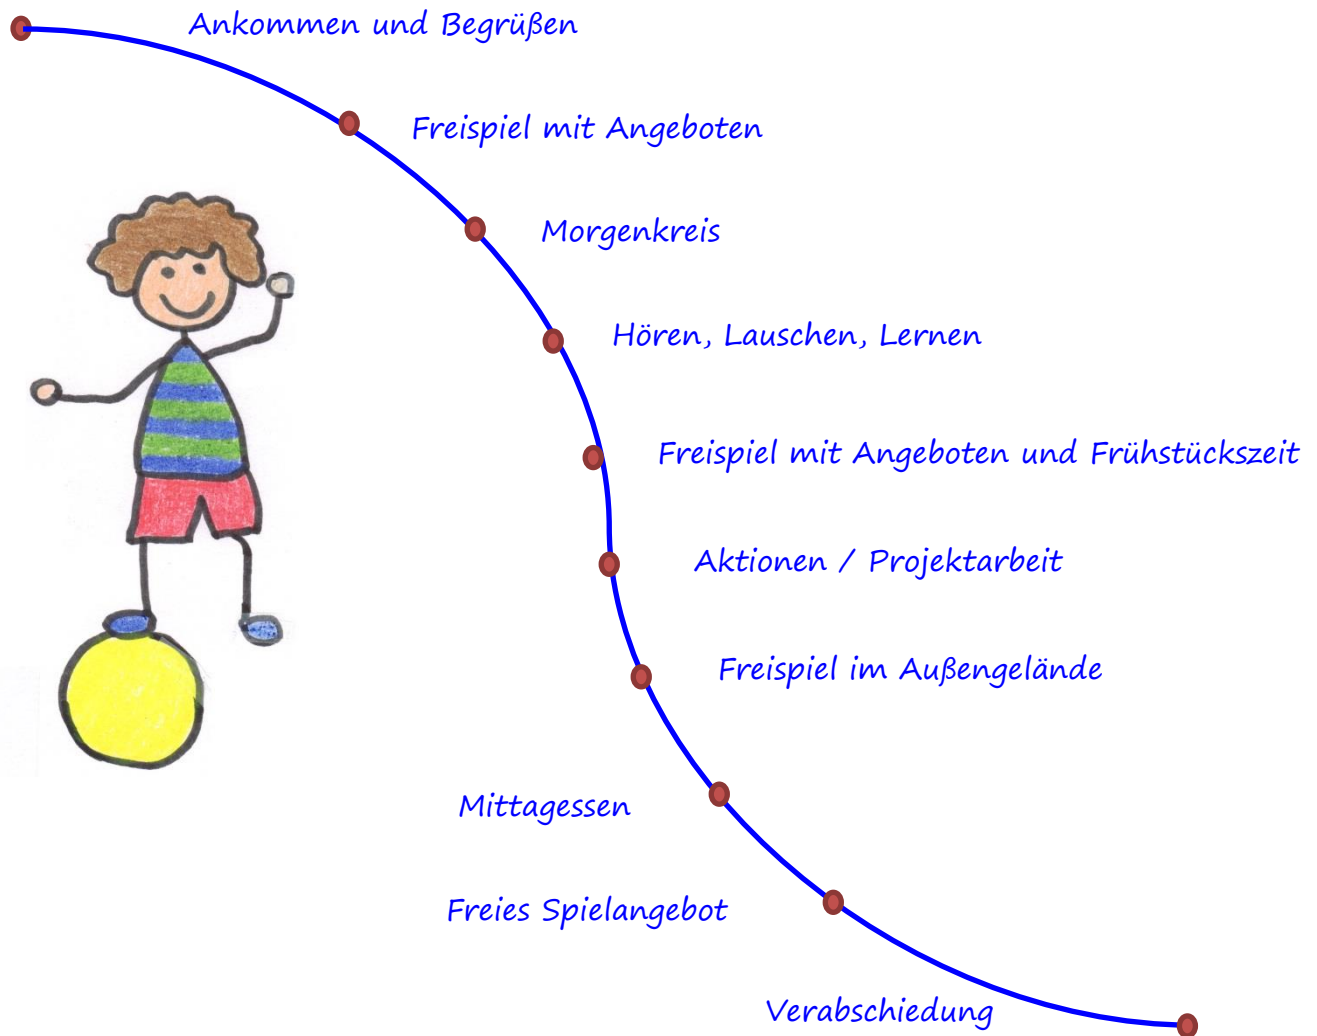 Ankommen und Begrüßen
Freispiel mit Angeboten
Morgenkreis
Hören, Lauschen, Lernen
Freispiel mit Angeboten und Frühstückszeit
Aktionen / Projektarbeit
Freispiel im Außengelände
Mittagessen
Freies Spielangebot
Verabschiedung